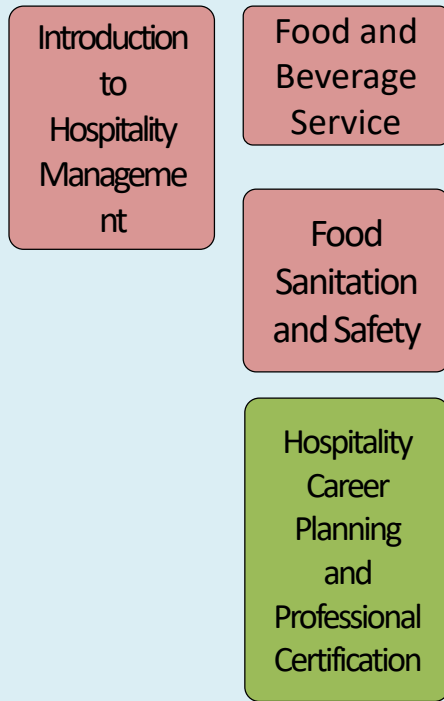 Introduction
to
Hospitality
Manageme
nt
Food and
Beverage
Service
Food
Sanitation
and Safety
Hospitality
Career
Planning
and
Professional
Certification